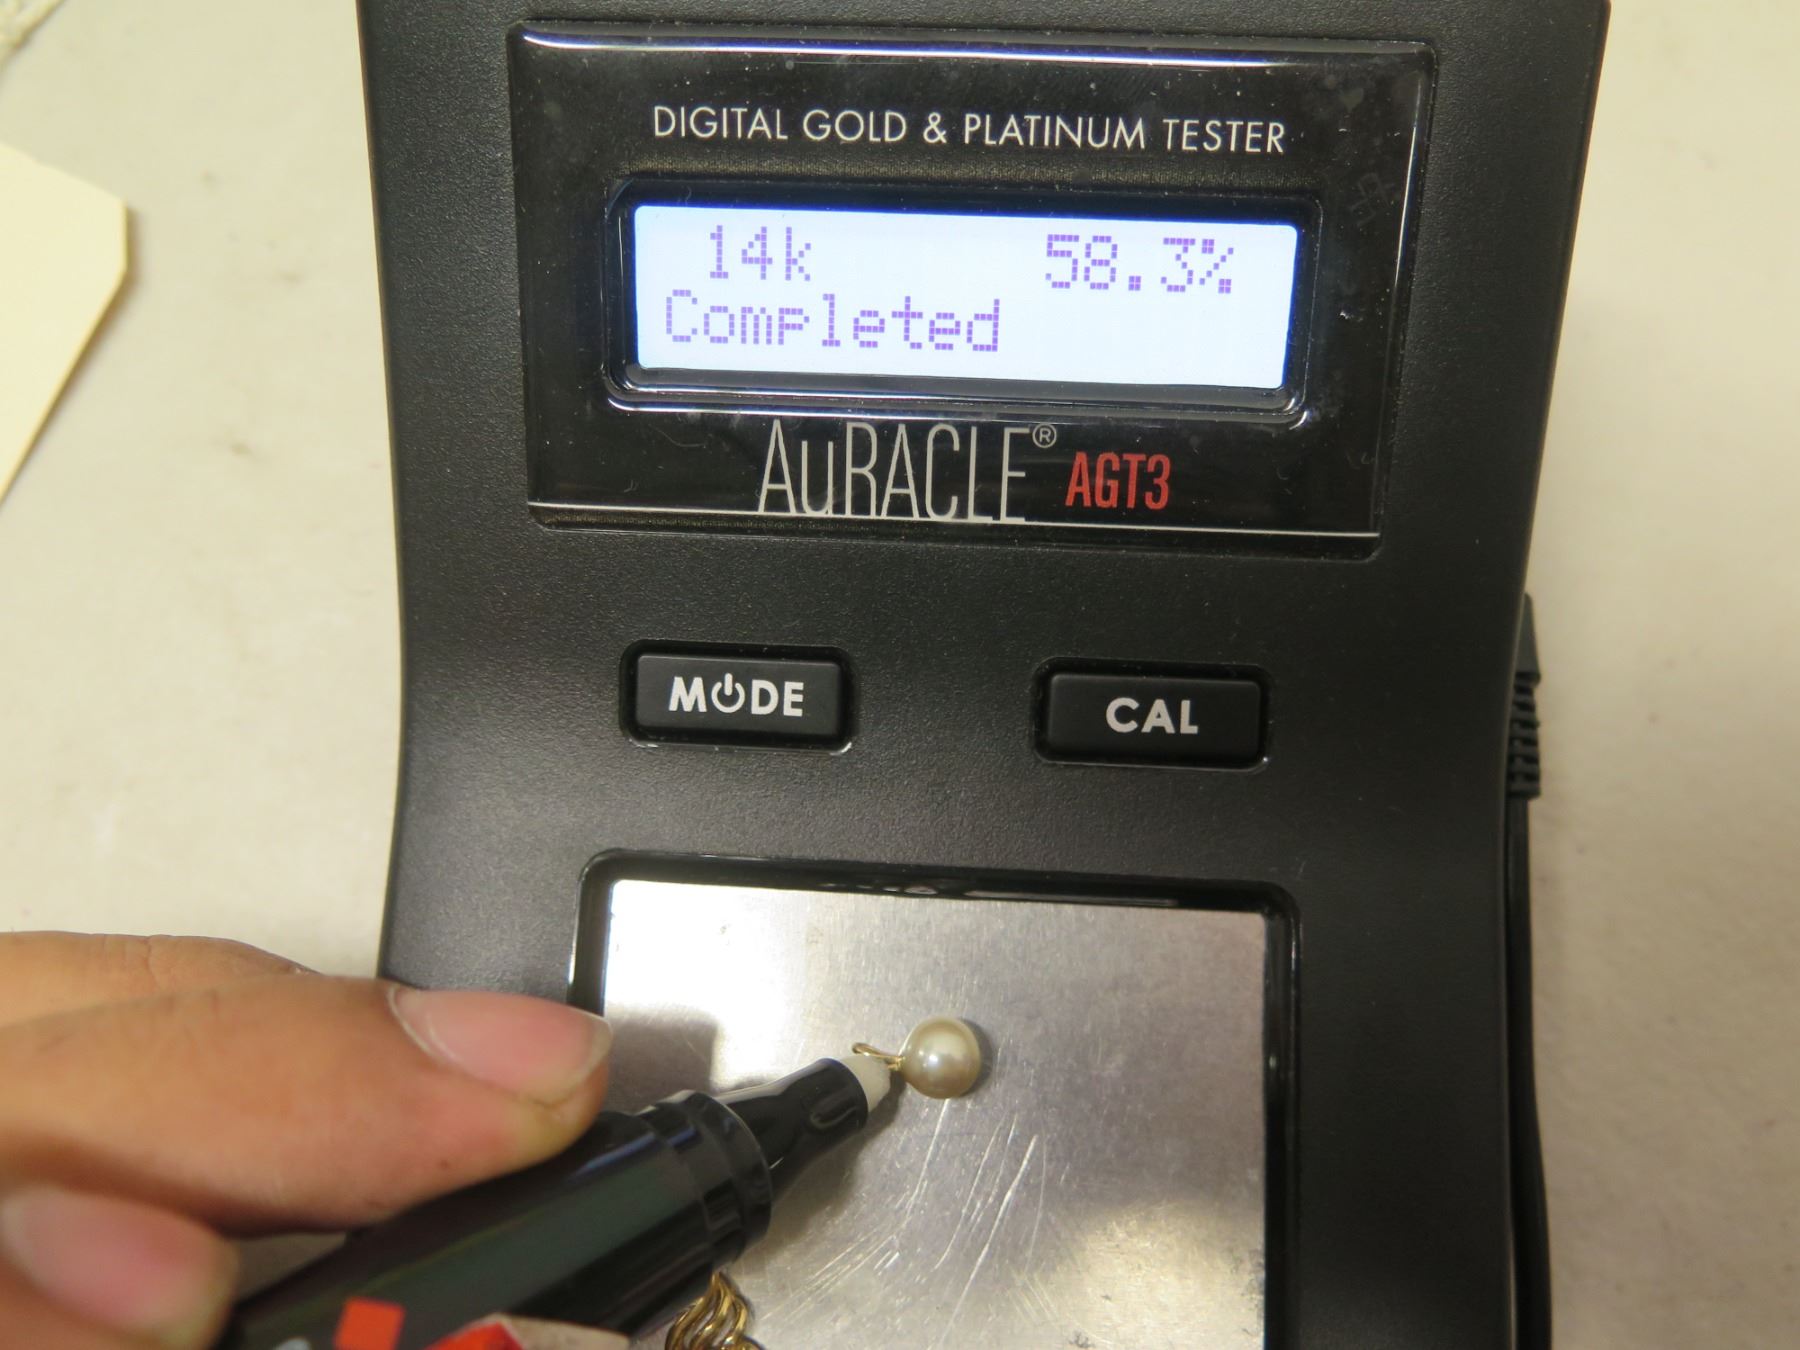 DIGITAL GOLD & PLATINUM TESTER
14k 58.3%
Completed
AuRACLE® AGT3
MODE CAL